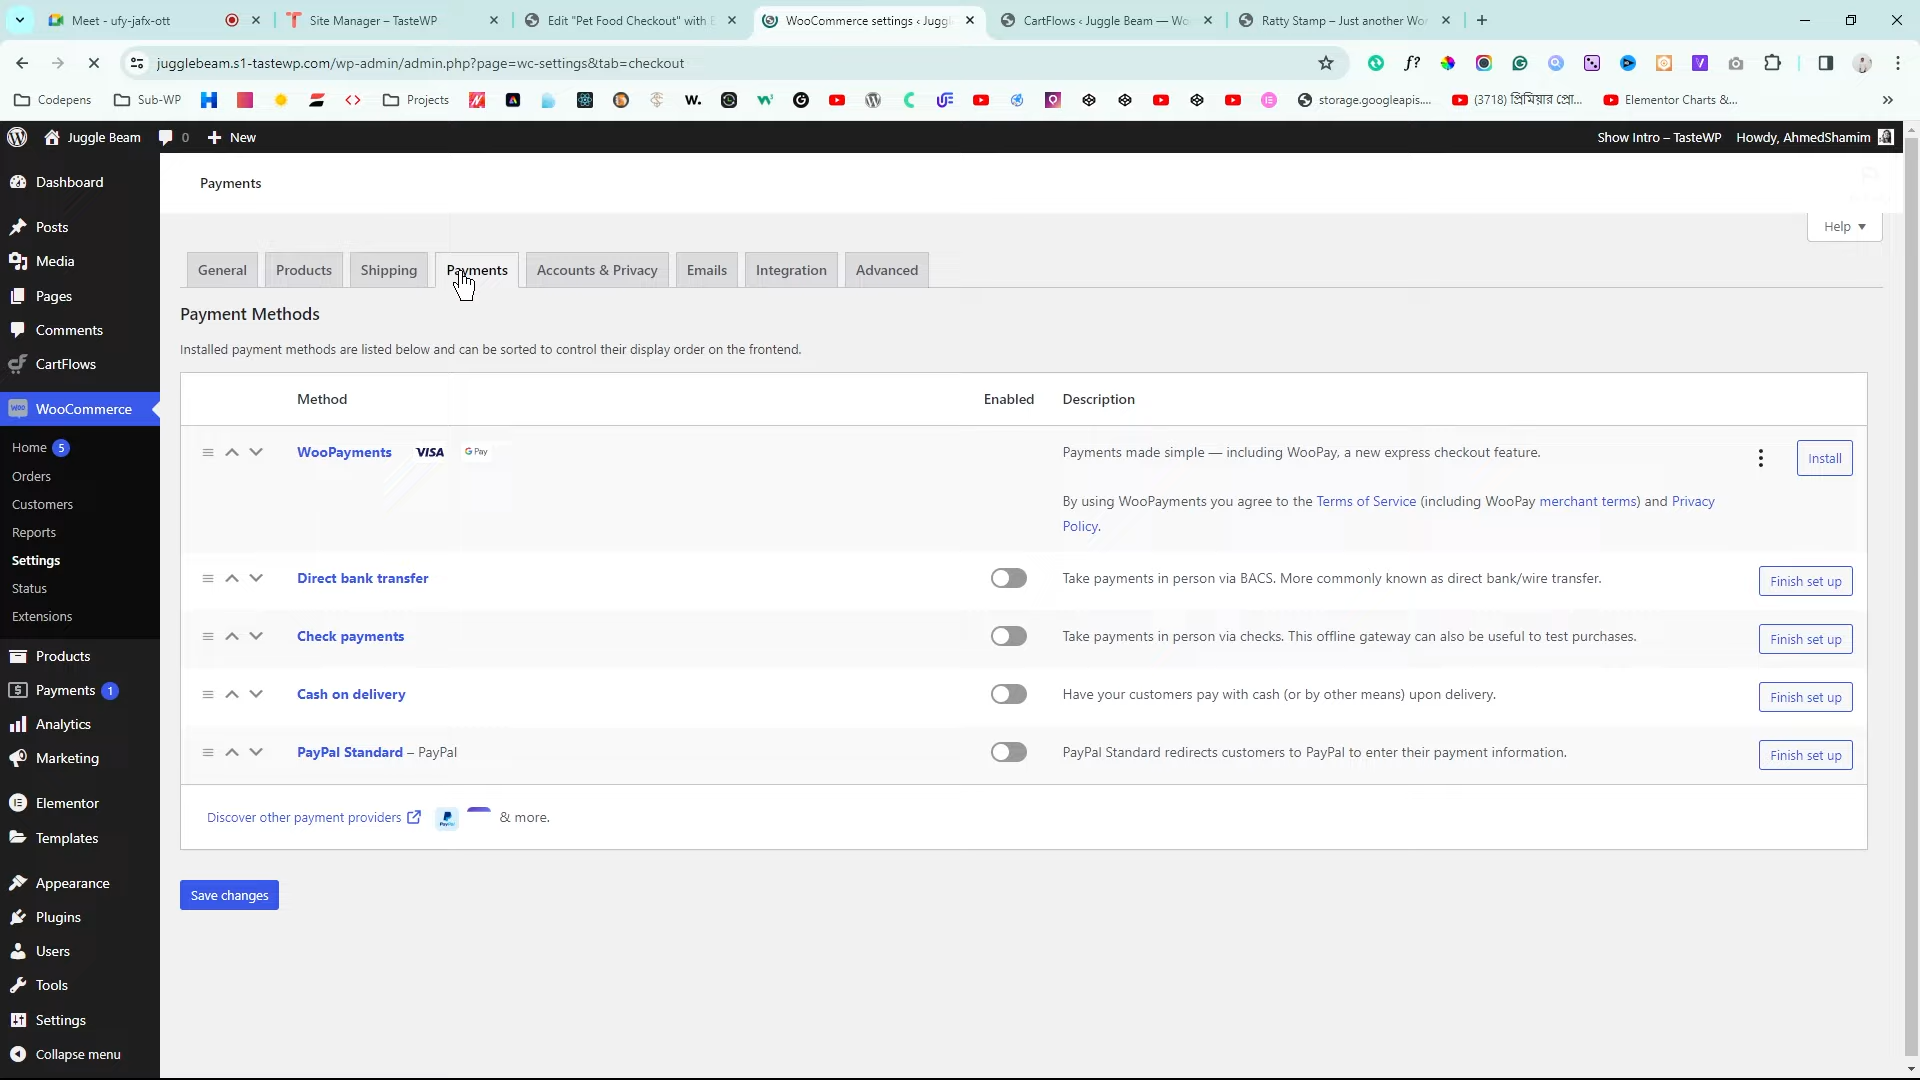 Meet - ufy-jafx-ott
Site Manager – TasteWP
Edit "Pet Food Checkout" with E
WooCommerce settings ‹ Juggl
CartFlows ‹ Juggle Beam — Wo
Ratty Stamp – Just another Wor
jugglebeam.s1-tastewp.com/wp-admin/admin.php?page=wc-settings&tab=checkout
Codepens
Sub-WP
Projects
storage.googleapis....
(3718) প্রিমিয়ার প্রো...
Elementor Charts &...
Juggle Beam
0
New
Show Intro – TasteWP
Howdy, AhmedShamim
Dashboard
Posts
Media
Pages
Comments
CartFlows
WooCommerce
Home 5
Orders
Customers
Reports
Settings
Status
Extensions
Products
Payments 1
Analytics
Marketing
Elementor
Templates
Appearance
Plugins
Users
Tools
Settings
Collapse menu
Payments
Help
General
Products
Shipping
Payments
Accounts & Privacy
Emails
Integration
Advanced
Payment Methods
Installed payment methods are listed below and can be sorted to control their display order on the frontend.
Method
Enabled
Description
WooPayments
VISA
G Pay
Payments made simple — including WooPay, a new express checkout feature.
Install
By using WooPayments you agree to the Terms of Service (including WooPay merchant terms) and Privacy
Policy.
Direct bank transfer
Take payments in person via BACS. More commonly known as direct bank/wire transfer.
Finish set up
Check payments
Take payments in person via checks. This offline gateway can also be useful to test purchases.
Finish set up
Cash on delivery
Have your customers pay with cash (or by other means) upon delivery.
Finish set up
PayPal Standard – PayPal
PayPal Standard redirects customers to PayPal to enter their payment information.
Finish set up
Discover other payment providers
& more.
Save changes